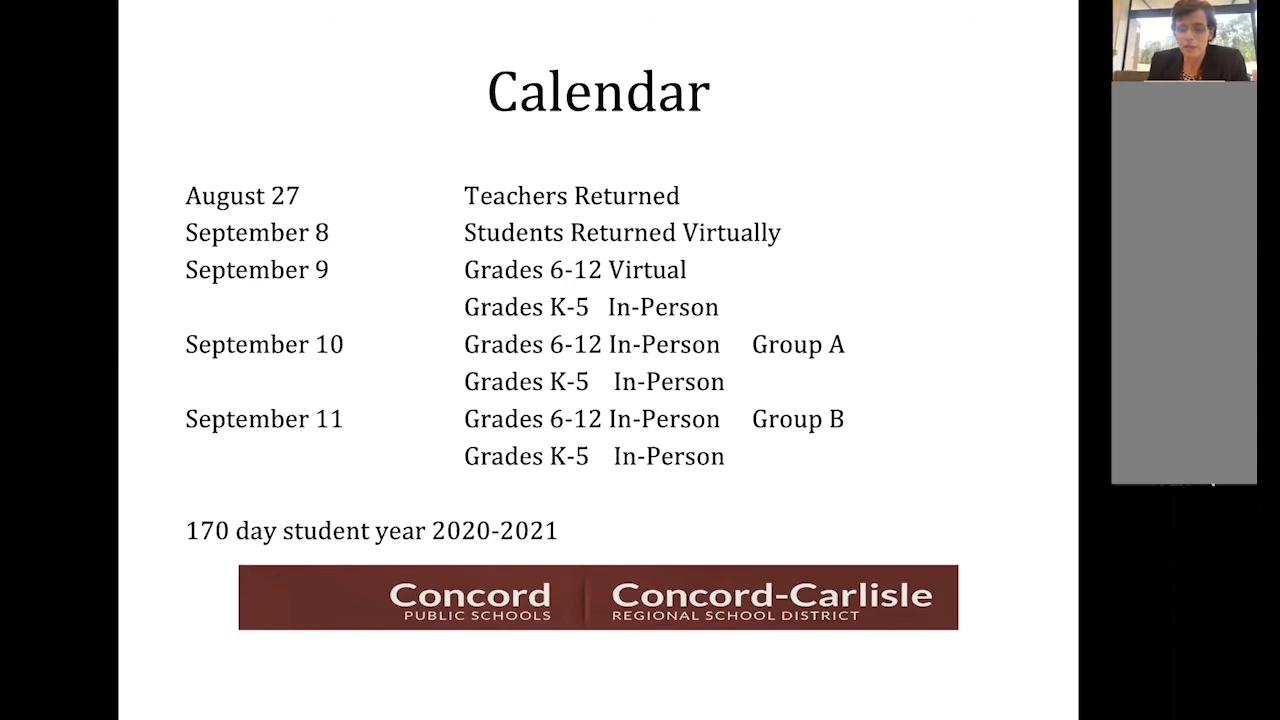 Calendar
August 27 Teachers Returned
September 8 Students Returned Virtually
September 9 Grades 6-12 Virtual
Grades K-5 In-Person
September 10 Grades 6-12 In-Person Group A
Grades K-5 In-Person
September 11 Grades 6-12 In-Person Group B
Grades K-5 In-Person
170 day student year 2020-2021
Concord Concord-Carlisle
PUBLIC SCHOOLS REGIONAL SCHOOL DISTRICT